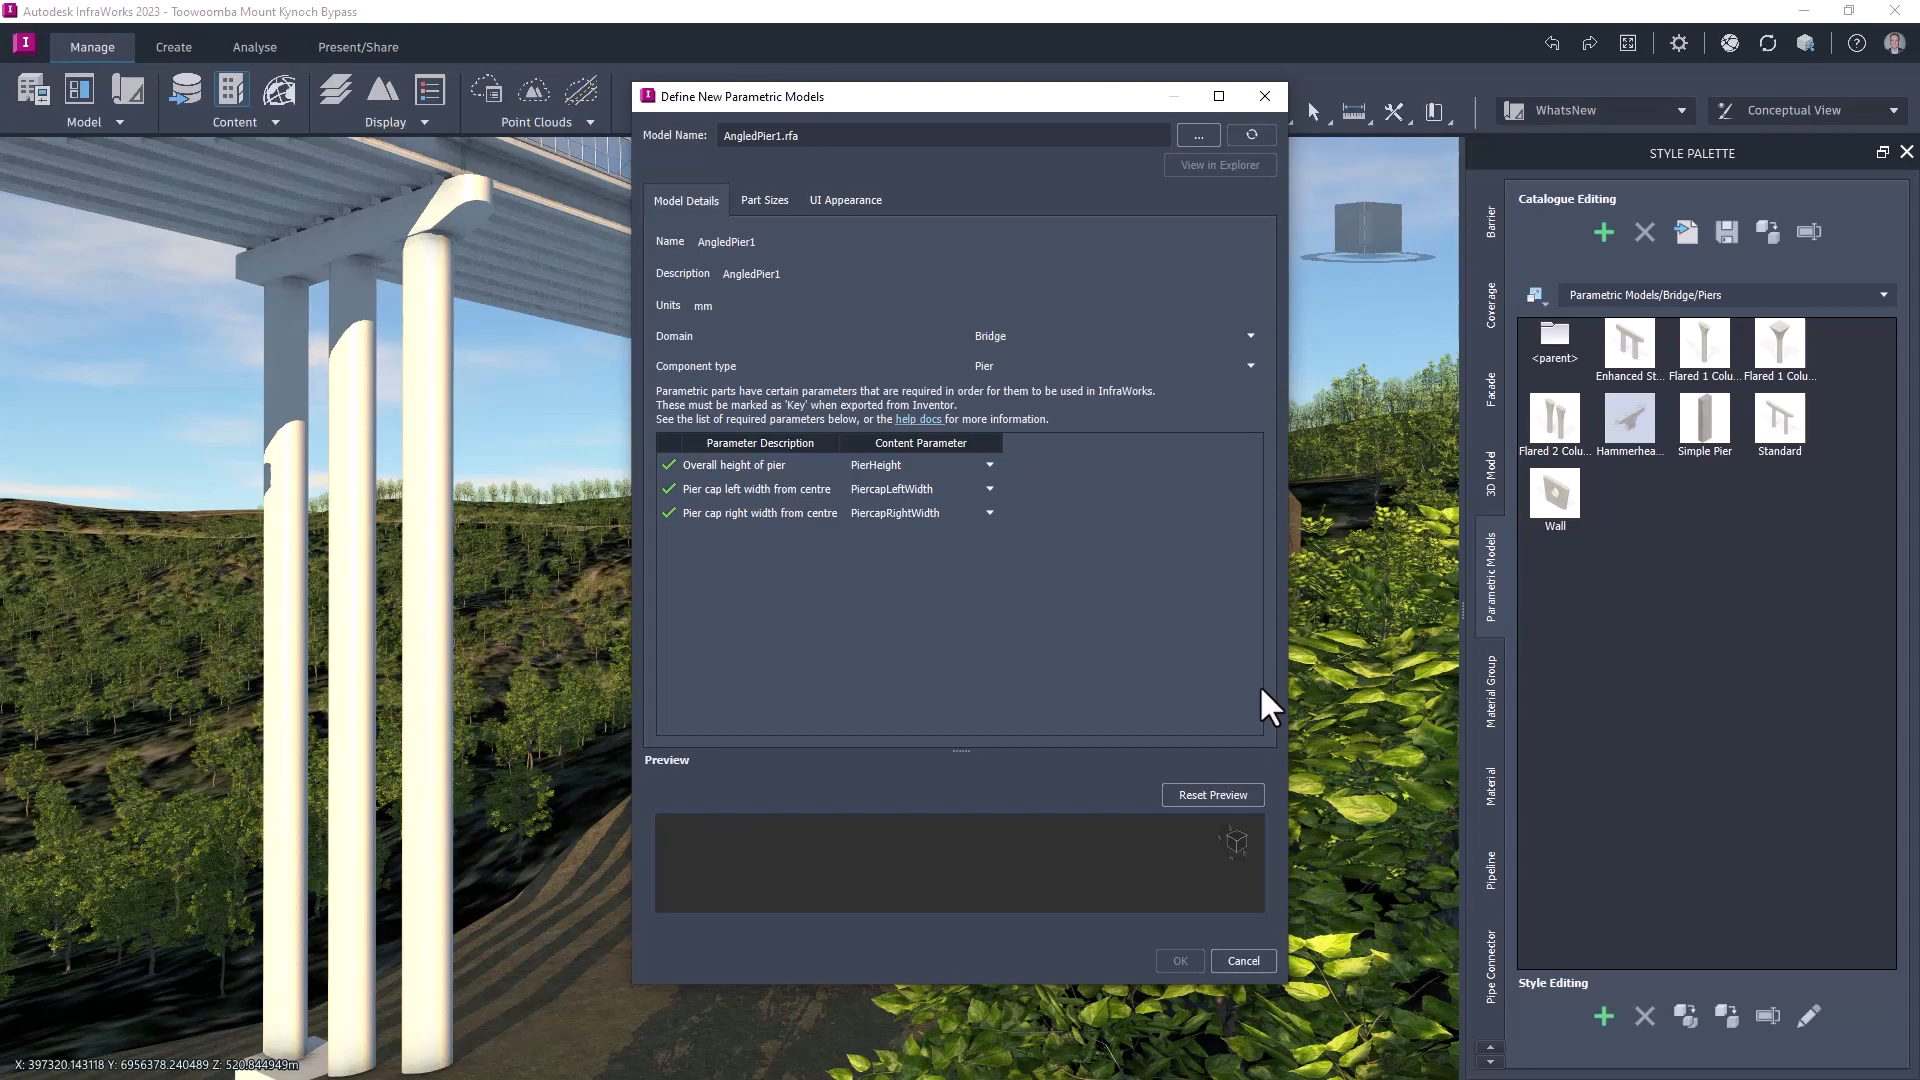 Autodesk InfraWorks 2023 - Toowoomba Mount Kynoch Bypass
I
Manage
Create
Analyse
Present/Share
Model
Content
Display
Point Clouds
WhatsNew
Conceptual View
Define New Parametric Models
Model Name:
AngledPier1.rfa
...
View in Explorer
Model Details
Part Sizes
UI Appearance
Name AngledPier1
Description AngledPier1
Units mm
Domain Bridge
Component type Pier
Parametric parts have certain parameters that are required in order for them to be used in InfraWorks.
These must be marked as 'Key' when exported from Inventor.
See the list of required parameters below, or the help docs for more information.
Parameter Description Content Parameter
Overall height of pier PierHeight
Pier cap left width from centre PiercapLeftWidth
Pier cap right width from centre PiercapRightWidth
Preview
Reset Preview
OK
Cancel
STYLE PALETTE
Barrier
Coverage
Facade
3D Model
Parametric Models
Material Group
Material
Pipeline
Pipe Connector
Catalogue Editing
Parametric Models/Bridge/Piers
<parent>
Enhanced St...
Flared 1 Colu...
Flared 1 Colu...
Flared 2 Colu...
Hammerhea...
Simple Pier
Standard
Wall
Style Editing
X: 397320.143118 Y: 6956378.240489 Z: 520.844949m